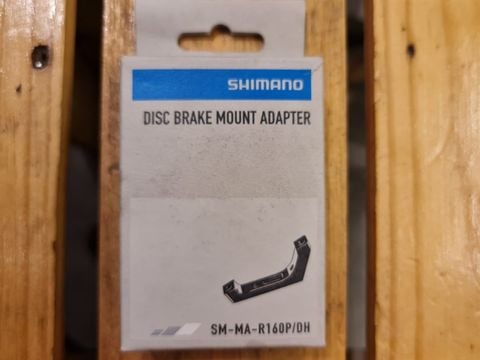 SHIMANO
DISC BRAKE MOUNT ADAPTER
SM-MA-R160P/DH